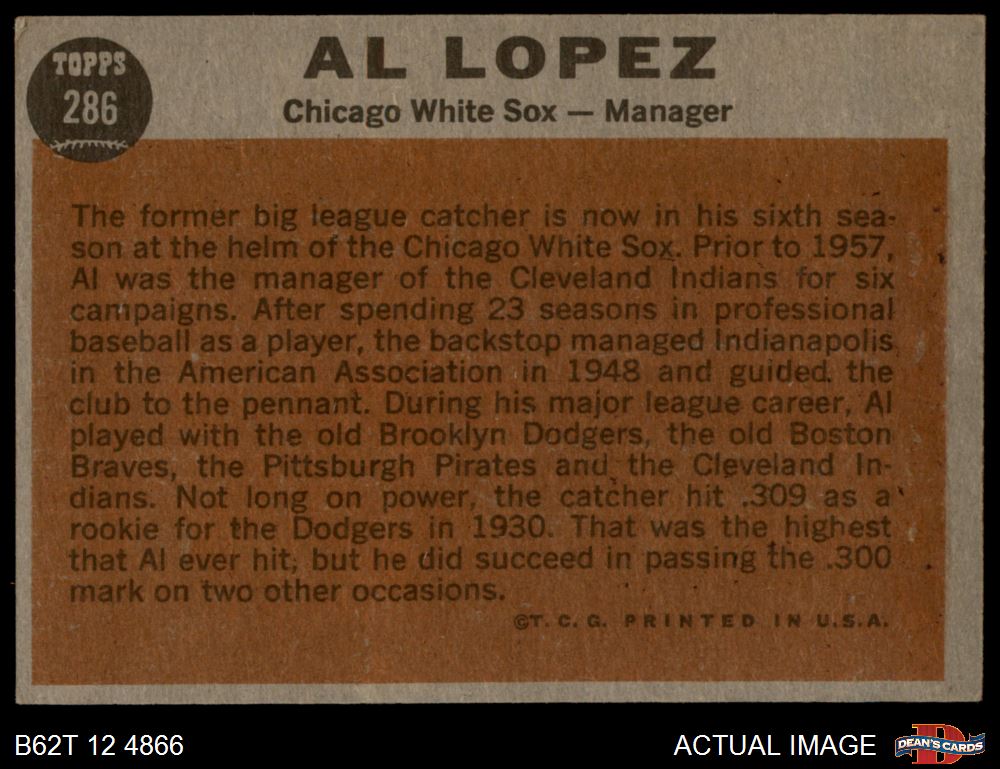 TOPPS
286
AL LOPEZ
Chicago White Sox — Manager
The former big league catcher is now in his sixth sea-
son at the helm of the Chicago White Sox. Prior to 1957,
Al was the manager of the Cleveland Indians for six
campaigns. After spending 23 seasons in professional
baseball as a player, the backstop managed Indianapolis
in the American Association in 1948 and guided the
club to the pennant. During his major league career, Al
played with the old Brooklyn Dodgers, the old Boston
Braves, the Pittsburgh Pirates and the Cleveland In-
dians. Not long on power, the catcher hit .309 as a
rookie for the Dodgers in 1930. That was the highest
that Al ever hit, but he did succeed in passing the .300
mark on two other occasions.
©T. C. G. PRINTED IN U.S.A.
B62T 12 4866
ACTUAL IMAGE
D
DEAN'S CARDS